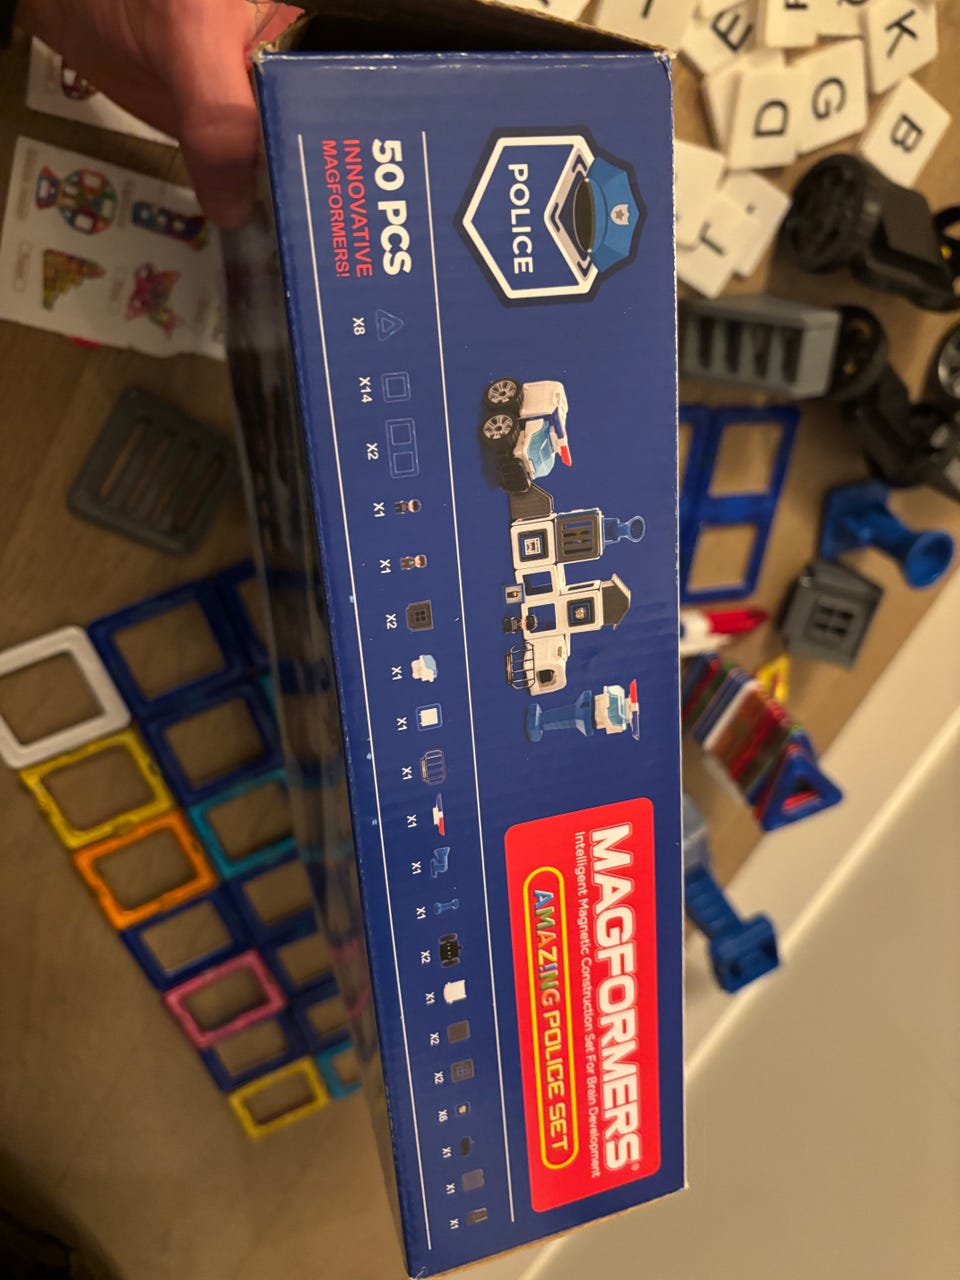 POLICE
50 PCS
INNOVATIVE
MAGFORMERS!
X8
X14
X2
X1
X1
X2
X1
X1
X1
X1
X1
X1
X2
X1
X2
X2
X6
X1
X1
X1
MAGFORMERS®
Intelligent Magnetic Construction Set For Brain Development
AMAZING POLICE SET
E
K
D
G
B
T